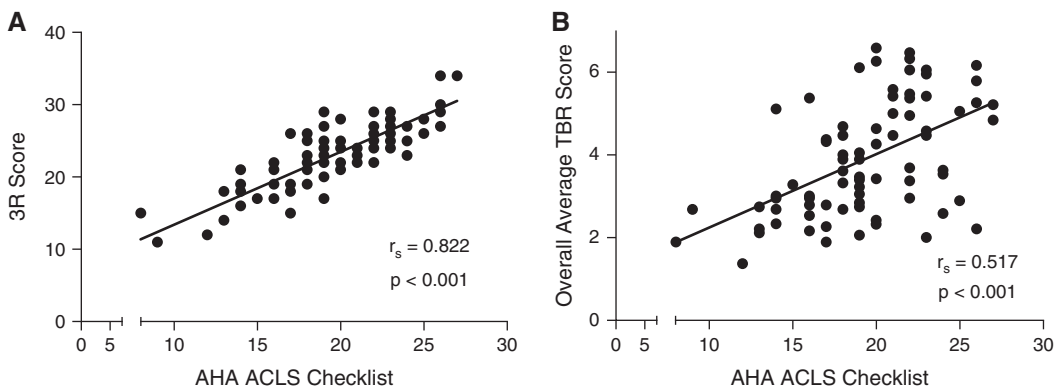 A
3R Score
40
30
20
10
0
r_s = 0.822
p < 0.001
0 5 10 15 20 25 30
AHA ACLS Checklist
B
Overall Average TBR Score
6
4
2
0
r_s = 0.517
p < 0.001
0 5 10 15 20 25 30
AHA ACLS Checklist